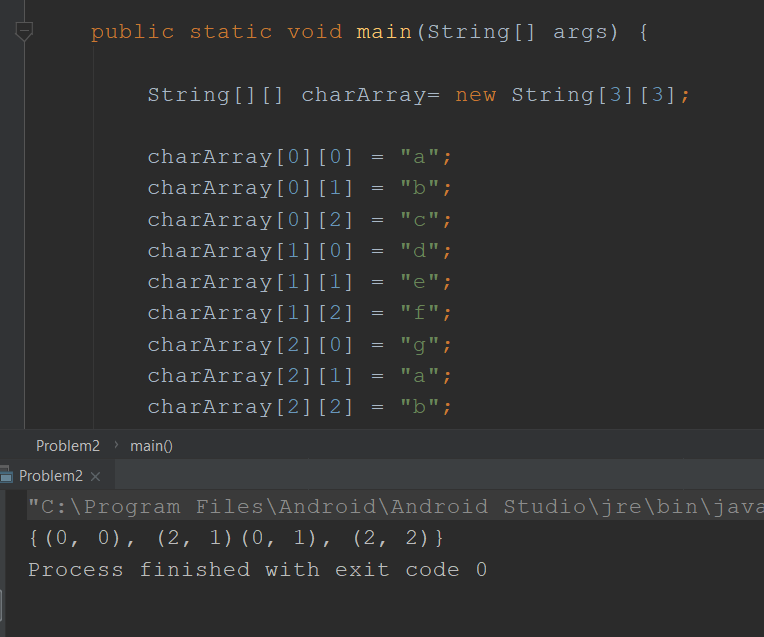 public static void main(String[] args) {
String[][] charArray= new String[3][3];
charArray[0][0] = "a";
charArray[0][1] = "b";
charArray[0][2] = "c";
charArray[1][0] = "d";
charArray[1][1] = "e";
charArray[1][2] = "f";
charArray[2][0] = "g";
charArray[2][1] = "a";
charArray[2][2] = "b";
Problem2 › main()
Problem2 ×
"C:\Program Files\Android\Android Studio\jre\bin\java
{(0, 0), (2, 1)(0, 1), (2, 2)}
Process finished with exit code 0